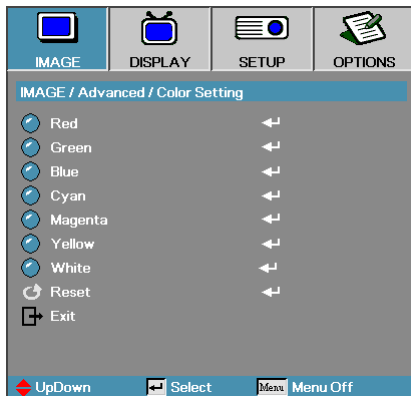 IMAGE DISPLAY SETUP OPTIONS
IMAGE / Advanced / Color Setting
Red
Green
Blue
Cyan
Magenta
Yellow
White
Reset
Exit
UpDown Select Menu Menu Off